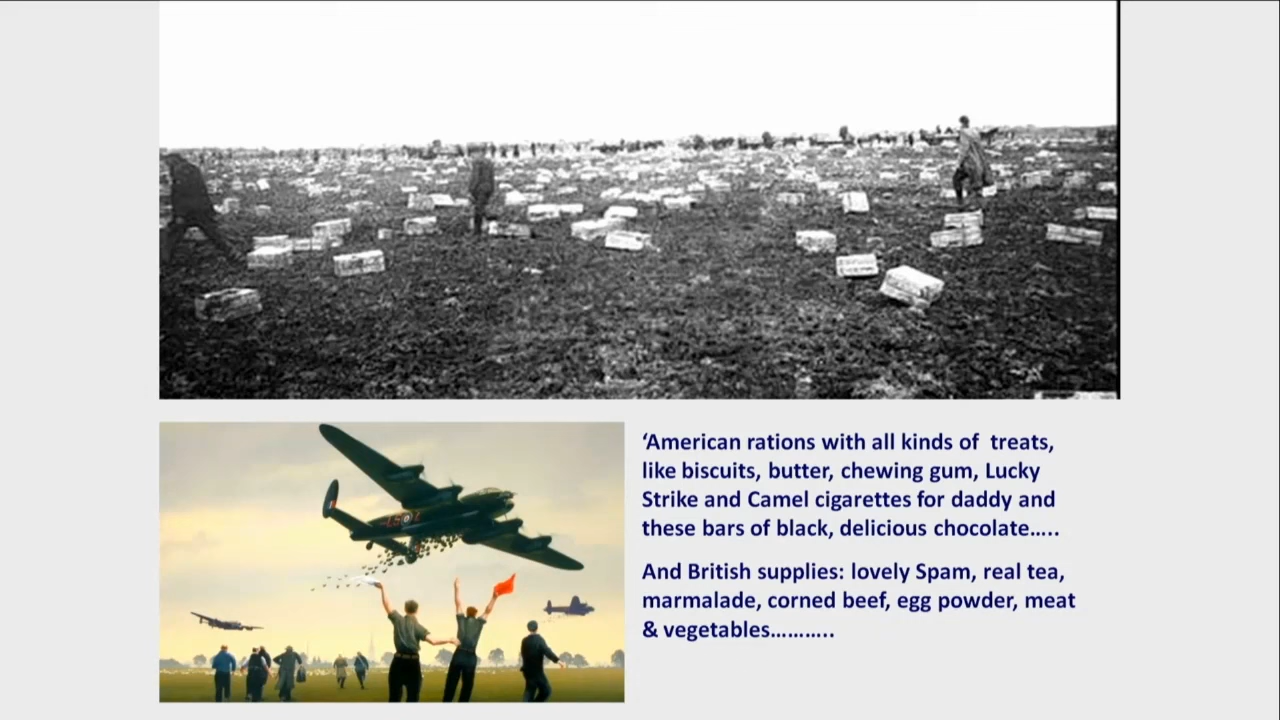 ‘American rations with all kinds of  treats,
like biscuits, butter, chewing gum, Lucky
Strike and Camel cigarettes for daddy and
these bars of black, delicious chocolate…..
And British supplies: lovely Spam, real tea,
marmalade, corned beef, egg powder, meat
& vegetables………..